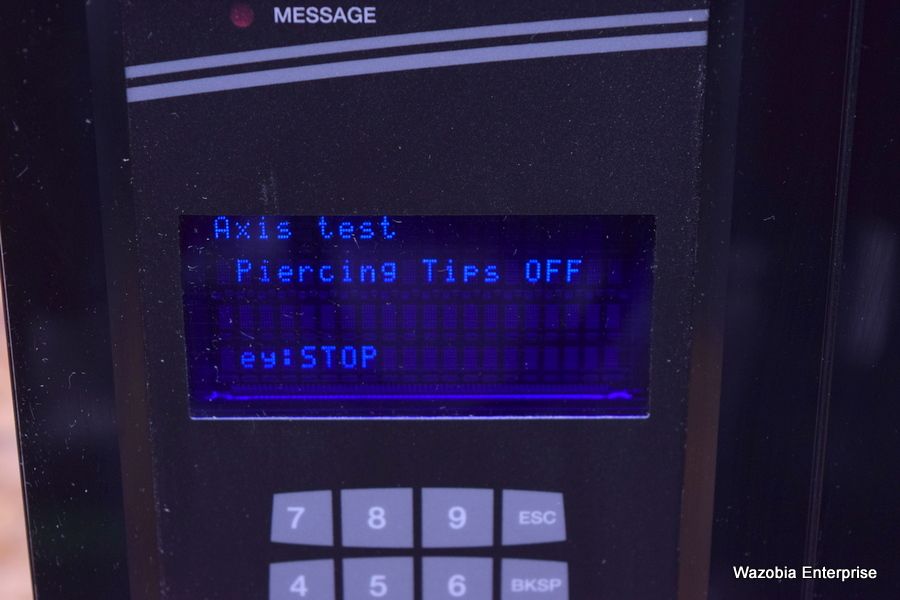 MESSAGE
Axis test
Piercing Tips OFF
ey:STOP
7 8 9 ESC
4 5 6 BKSP
Wazobia Enterprise